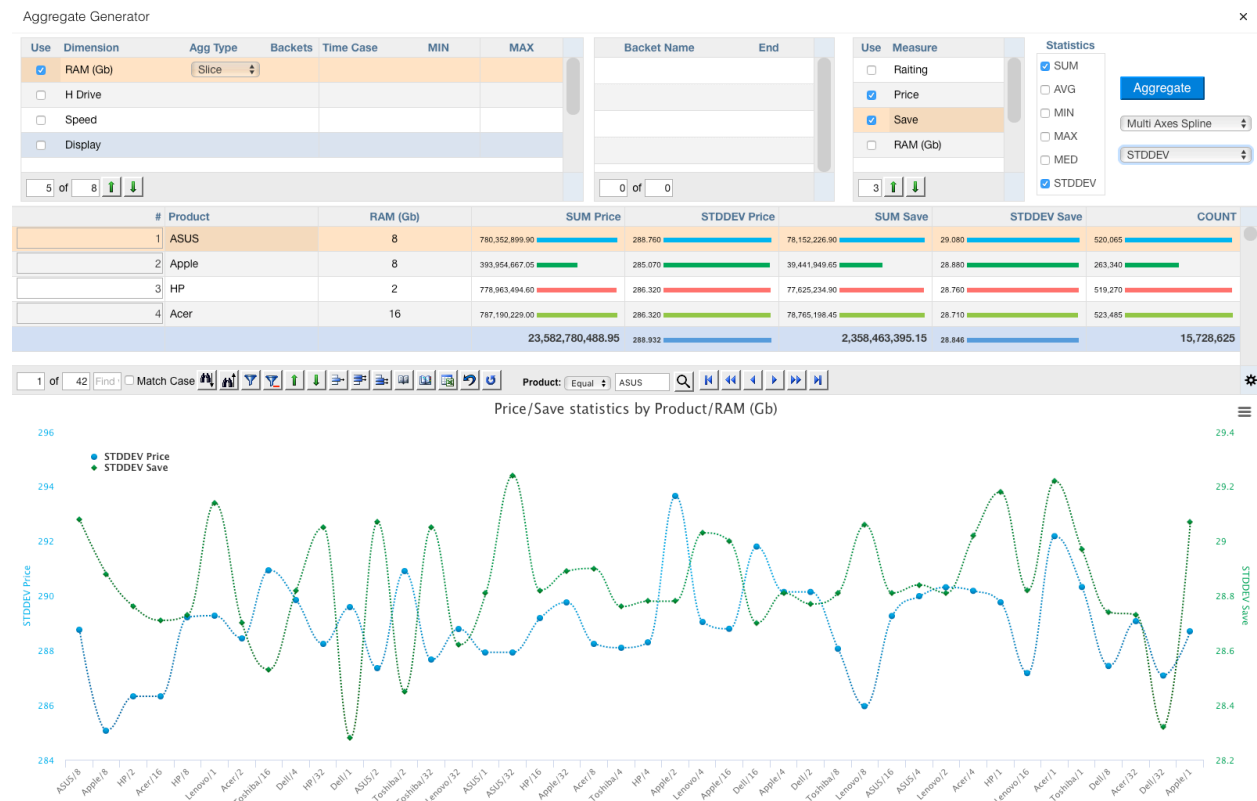 Aggregate Generator ×
Use Dimension Agg Type Backets Time Case MIN MAX
RAM (Gb) Slice
H Drive
Speed
Display
5 of 8
Backet Name End
0 of 0
Use Measure
Raiting
Price
Save
RAM (Gb)
3
Statistics
SUM
AVG
MIN
MAX
MED
STDDEV
Aggregate
Multi Axes Spline
STDDEV
# Product RAM (Gb) SUM Price STDDEV Price SUM Save STDDEV Save COUNT
1 ASUS 8 780,352,899.90 288.760 78,152,226.90 29.080 520,065
2 Apple 8 393,954,667.05 285.070 39,441,949.65 28.880 263,340
3 HP 2 778,963,494.60 286.320 77,625,234.90 28.760 519,270
4 Acer 16 787,190,229.00 286.320 78,765,198.45 28.710 523,485
23,582,780,488.95 288.932 2,358,463,395.15 28.846 15,728,625
1 of 42 Find Match Case Product: Equal ASUS
Price/Save statistics by Product/RAM (Gb)
STDDEV Price
STDDEV Save
296
294
292
290
288
286
284
STDDEV Price
29.4
29.2
29
28.8
28.6
28.4
28.2
STDDEV Save
ASUS/8
Apple/8
HP/2
Acer/16
HP/8
Lenovo/1
Acer/2
Toshiba/16
Dell/4
HP/32
Dell/1
ASUS/2
Toshiba/2
Toshiba/32
Lenovo/32
ASUS/1
ASUS/32
HP/16
Apple/32
Acer/8
Toshiba/4
HP/4
Apple/2
Lenovo/4
Apple/16
Dell/16
Apple/4
Dell/2
Toshiba/8
Lenovo/8
ASUS/16
ASUS/4
Lenovo/2
Acer/4
HP/1
Lenovo/16
Acer/1
Toshiba/1
Dell/8
Acer/32
Dell/32
Apple/1